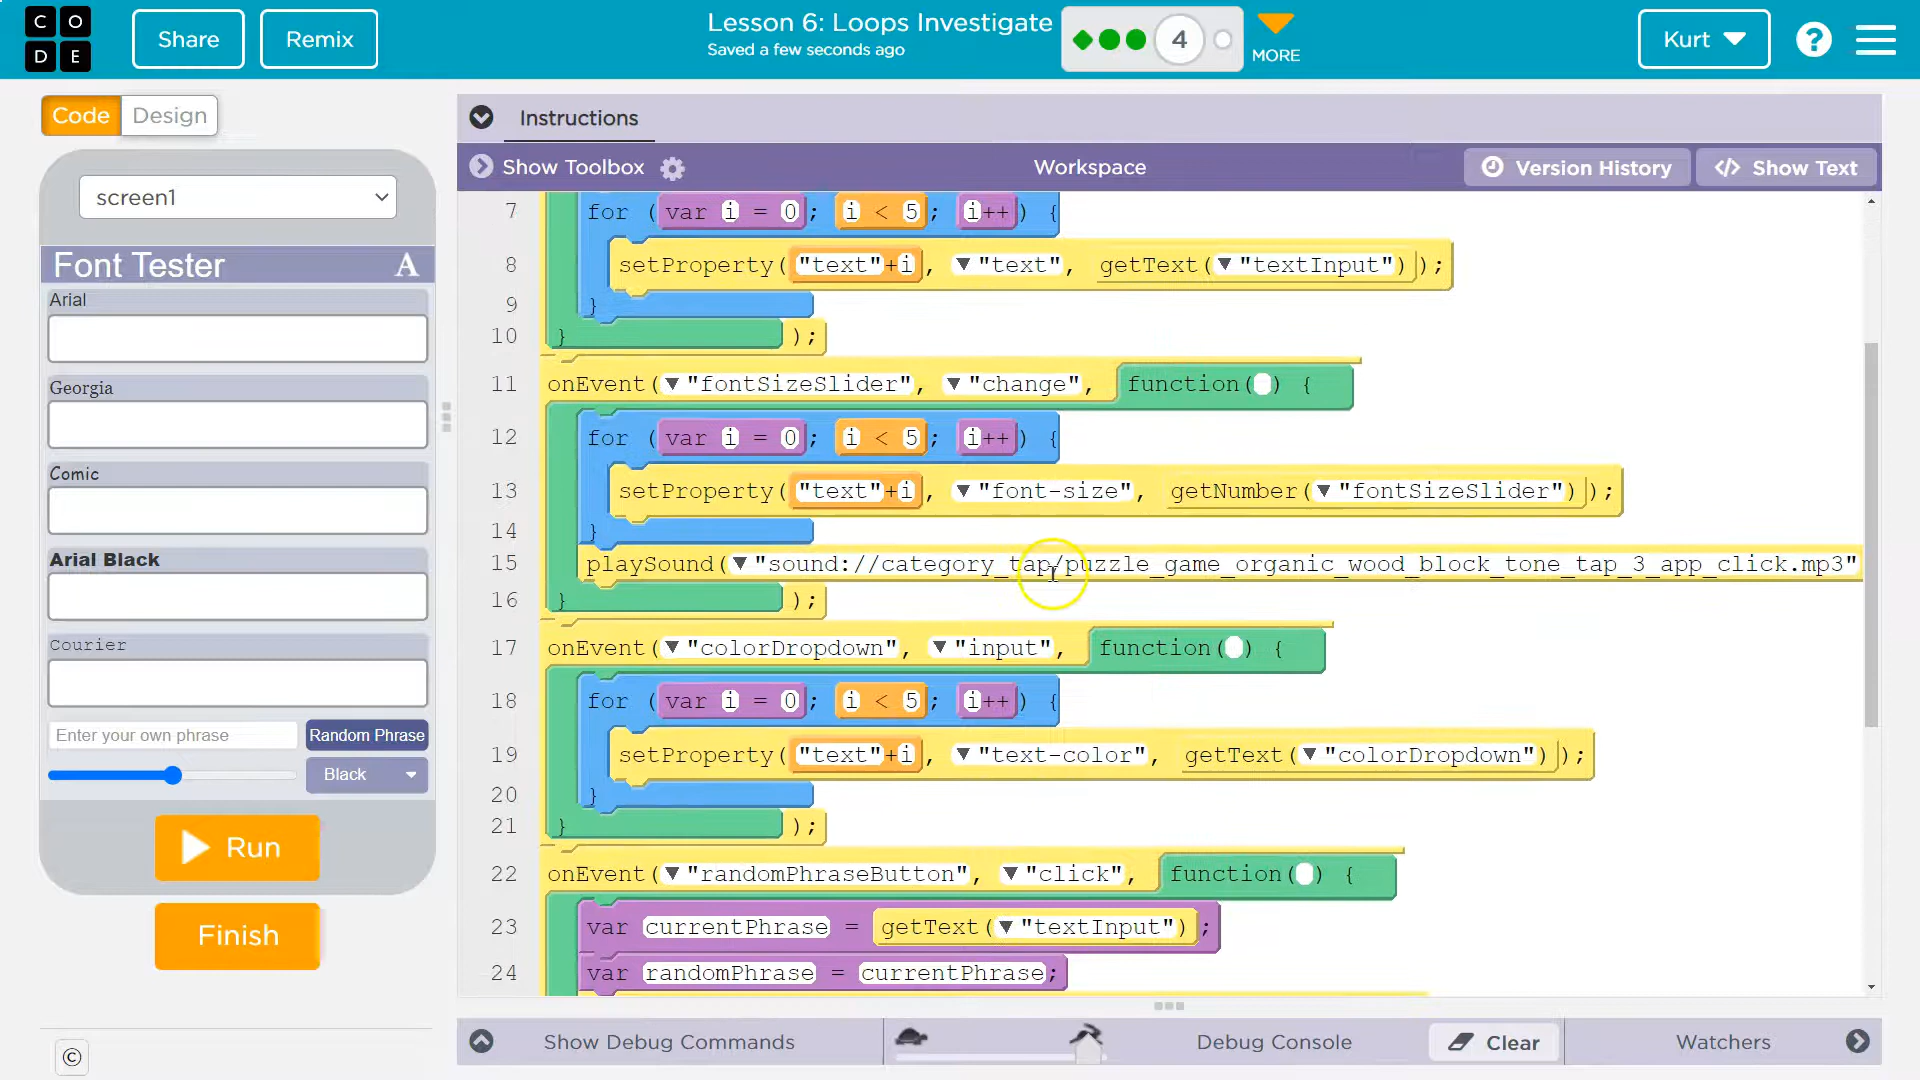 C O
D E
Share
Remix
Lesson 6: Loops Investigate
Saved a few seconds ago
4
MORE
Kurt
?
Code
Design
Instructions
Show Toolbox
Workspace
Version History
</> Show Text
screen1
Font Tester
A
Arial
Georgia
Comic
Arial Black
Courier
Enter your own phrase
Random Phrase
Black
Run
Finish
©
7 for (var i = 0; i < 5; i++) {
8 setProperty("text"+i, ▼"text", getText(▼"textInput"));
9 }
10 });
11 onEvent(▼"fontSizeSlider", ▼"change", function() {
12 for (var i = 0; i < 5; i++) {
13 setProperty("text"+i, ▼"font-size", getNumber(▼"fontSizeSlider"));
14 }
15 playSound(▼"sound://category_tap/puzzle_game_organic_wood_block_tone_tap_3_app_click.mp3"
16 });
17 onEvent(▼"colorDropdown", ▼"input", function() {
18 for (var i = 0; i < 5; i++) {
19 setProperty("text"+i, ▼"text-color", getText(▼"colorDropdown"));
20 }
21 });
22 onEvent(▼"randomPhraseButton", ▼"click", function() {
23 var currentPhrase = getText(▼"textInput");
24 var randomPhrase = currentPhrase;
Show Debug Commands
Debug Console
Clear
Watchers